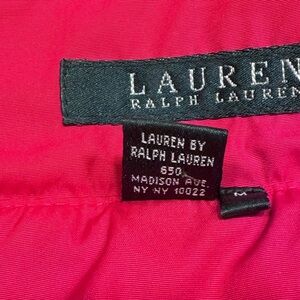 LAUREN
RALPH LAUREN
LAUREN BY
RALPH LAUREN
650
MADISON AVE.
NY NY 10022
M